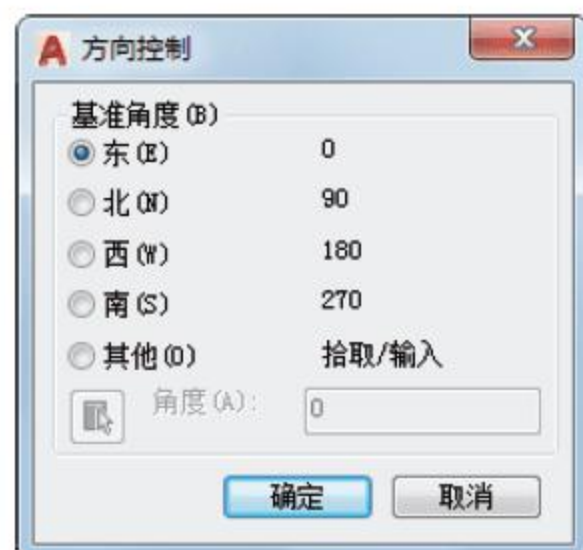 方向控制
基准角度(B)
东(E) 0
北(N) 90
西(W) 180
南(S) 270
其他(O) 拾取/输入
角度(A): 0
确定 取消